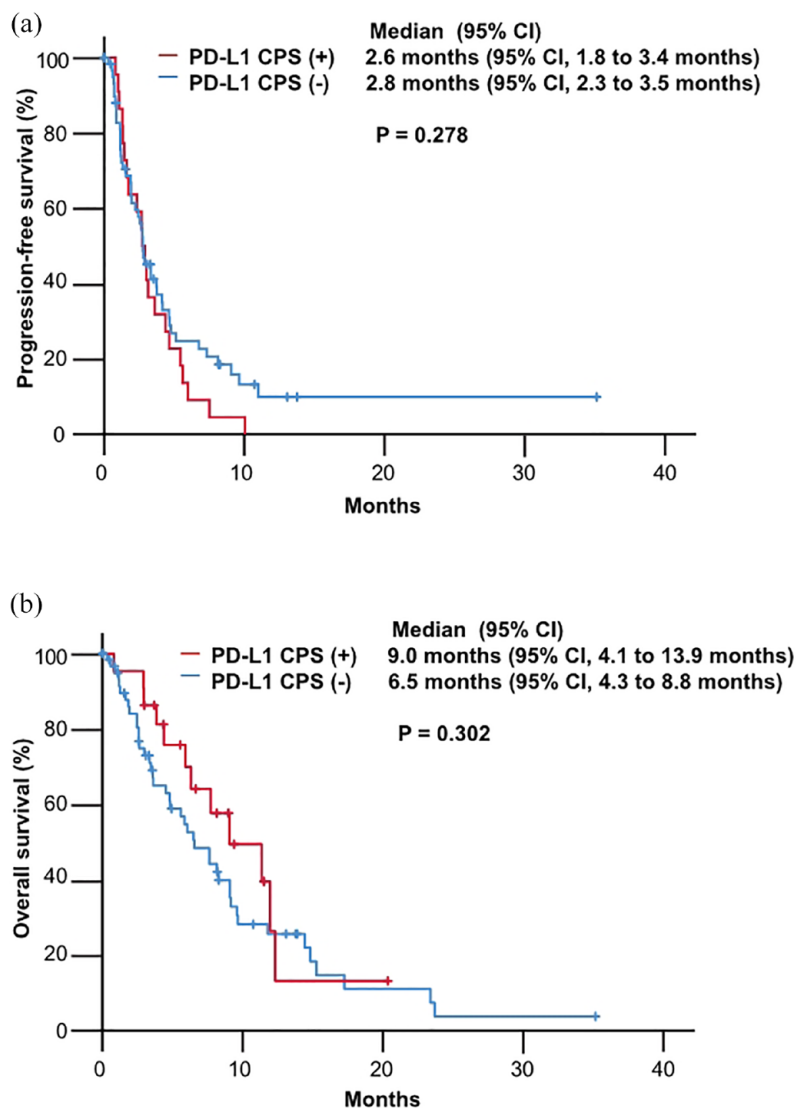 (a)
Median (95% CI)
PD-L1 CPS (+) 2.6 months (95% CI, 1.8 to 3.4 months)
PD-L1 CPS (-) 2.8 months (95% CI, 2.3 to 3.5 months)
P = 0.278
Progression-free survival (%)
100
80
60
40
20
0
0 10 20 30 40
Months
(b)
Median (95% CI)
PD-L1 CPS (+) 9.0 months (95% CI, 4.1 to 13.9 months)
PD-L1 CPS (-) 6.5 months (95% CI, 4.3 to 8.8 months)
P = 0.302
Overall survival (%)
100
80
60
40
20
0
0 10 20 30 40
Months